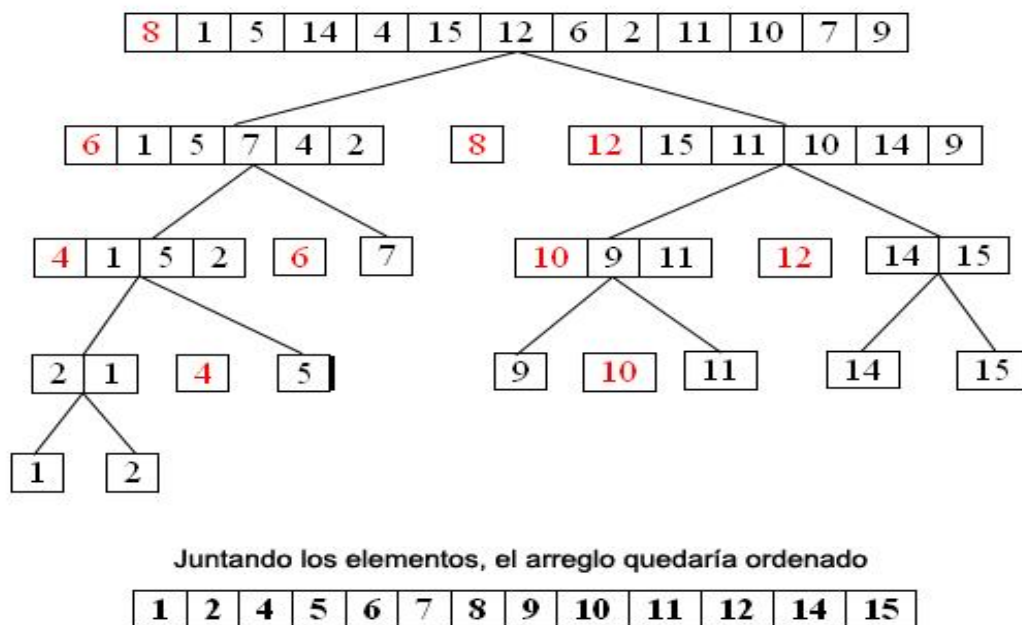 8 1 5 14 4 15 12 6 2 11 10 7 9
6 1 5 7 4 2 8 12 15 11 10 14 9
4 1 5 2 6 7 10 9 11 12 14 15
2 1 4 5 9 10 11 14 15
1 2
Juntando los elementos, el arreglo quedaría ordenado
1 2 4 5 6 7 8 9 10 11 12 14 15